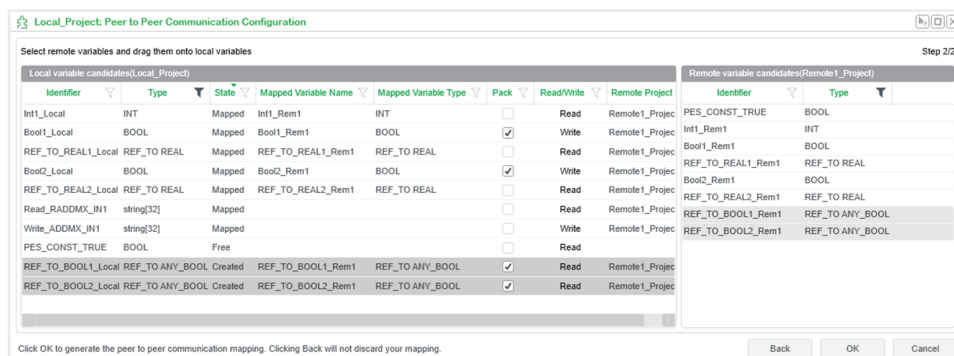 Local_Project: Peer to Peer Communication Configuration
Select remote variables and drag them onto local variables
Step 2/2
Local variable candidates(Local_Project)
Identifier Type State Mapped Variable Name Mapped Variable Type Pack Read/Write Remote Project
Int1_Local INT Mapped Int1_Rem1 INT Read Remote1_Projec
Bool1_Local BOOL Mapped Bool1_Rem1 BOOL Write Remote1_Projec
REF_TO_REAL1_Local REF_TO REAL Mapped REF_TO_REAL1_Rem1 REF_TO REAL Read Remote1_Projec
Bool2_Local BOOL Mapped Bool2_Rem1 BOOL Write Remote1_Projec
REF_TO_REAL2_Local REF_TO REAL Mapped REF_TO_REAL2_Rem1 REF_TO REAL Read Remote1_Projec
Read_RADDMX_IN1 string[32] Mapped Read Remote1_Projec
Write_ADDMX_IN1 string[32] Mapped Write Remote1_Projec
PES_CONST_TRUE BOOL Free Read
REF_TO_BOOL1_Local REF_TO ANY_BOOL Created REF_TO_BOOL1_Rem1 REF_TO ANY_BOOL Read Remote1_Projec
REF_TO_BOOL2_Local REF_TO ANY_BOOL Created REF_TO_BOOL2_Rem1 REF_TO ANY_BOOL Read Remote1_Projec
Remote variable candidates(Remote1_Project)
Identifier Type
PES_CONST_TRUE BOOL
Int1_Rem1 INT
Bool1_Rem1 BOOL
REF_TO_REAL1_Rem1 REF_TO REAL
Bool2_Rem1 BOOL
REF_TO_REAL2_Rem1 REF_TO REAL
REF_TO_BOOL1_Rem1 REF_TO ANY_BOOL
REF_TO_BOOL2_Rem1 REF_TO ANY_BOOL
Click OK to generate the peer to peer communication mapping. Clicking Back will not discard your mapping.
Back OK Cancel